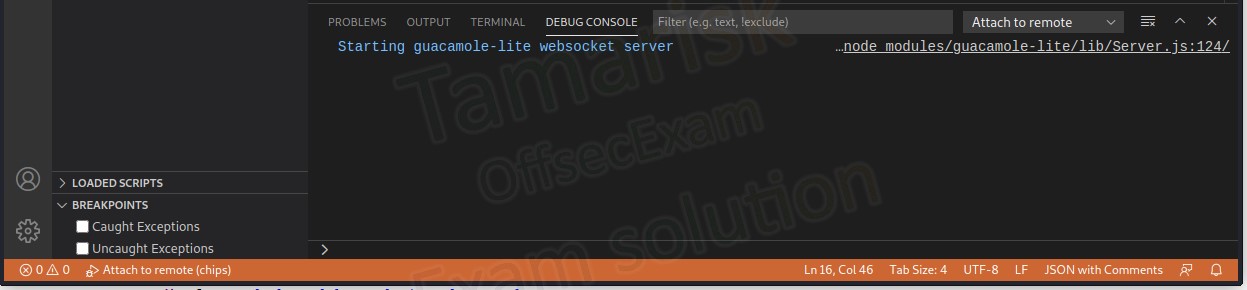 PROBLEMS OUTPUT TERMINAL DEBUG CONSOLE Filter (e.g. text, !exclude) Attach to remote
Starting guacamole-lite websocket server …node_modules/guacamole-lite/lib/Server.js:124/
Tamarisk
OffsecExam
Exam solution
LOADED SCRIPTS
BREAKPOINTS
Caught Exceptions
Uncaught Exceptions
0 0 Attach to remote (chips) Ln 16, Col 46 Tab Size: 4 UTF-8 LF JSON with Comments